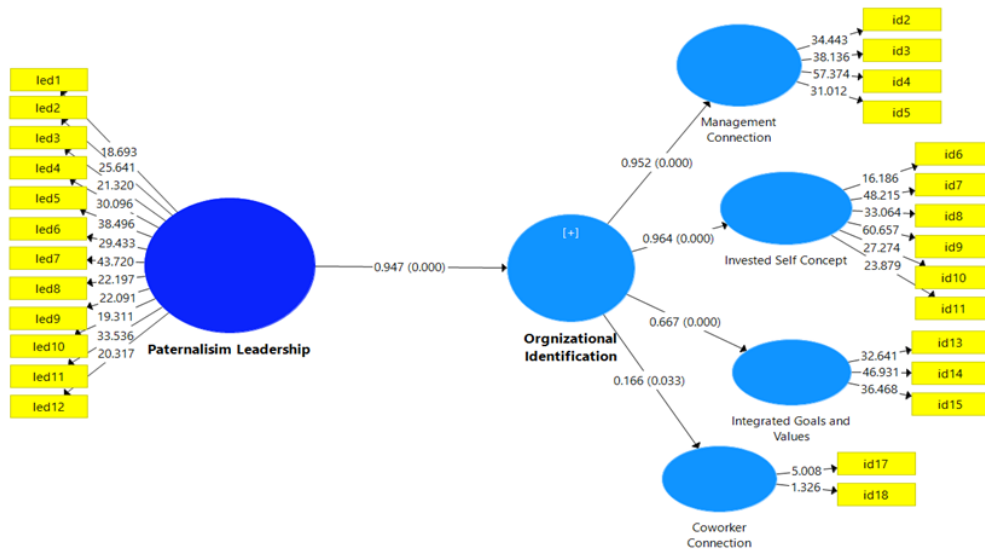 led1
led2
led3
led4
led5
led6
led7
led8
led9
led10
led11
led12
18.693
25.641
21.320
30.096
38.496
29.433
43.720
22.197
22.091
19.311
33.536
20.317
Paternalisim Leadership
0.947 (0.000)
[+]
Orgnizational
Identification
0.952 (0.000)
0.964 (0.000)
0.667 (0.000)
0.166 (0.033)
Management
Connection
34.443
38.136
57.374
31.012
id2
id3
id4
id5
Invested Self Concept
16.186
48.215
33.064
60.657
27.274
23.879
id6
id7
id8
id9
id10
id11
Integrated Goals and
Values
32.641
46.931
36.468
id13
id14
id15
Coworker
Connection
5.008
1.326
id17
id18